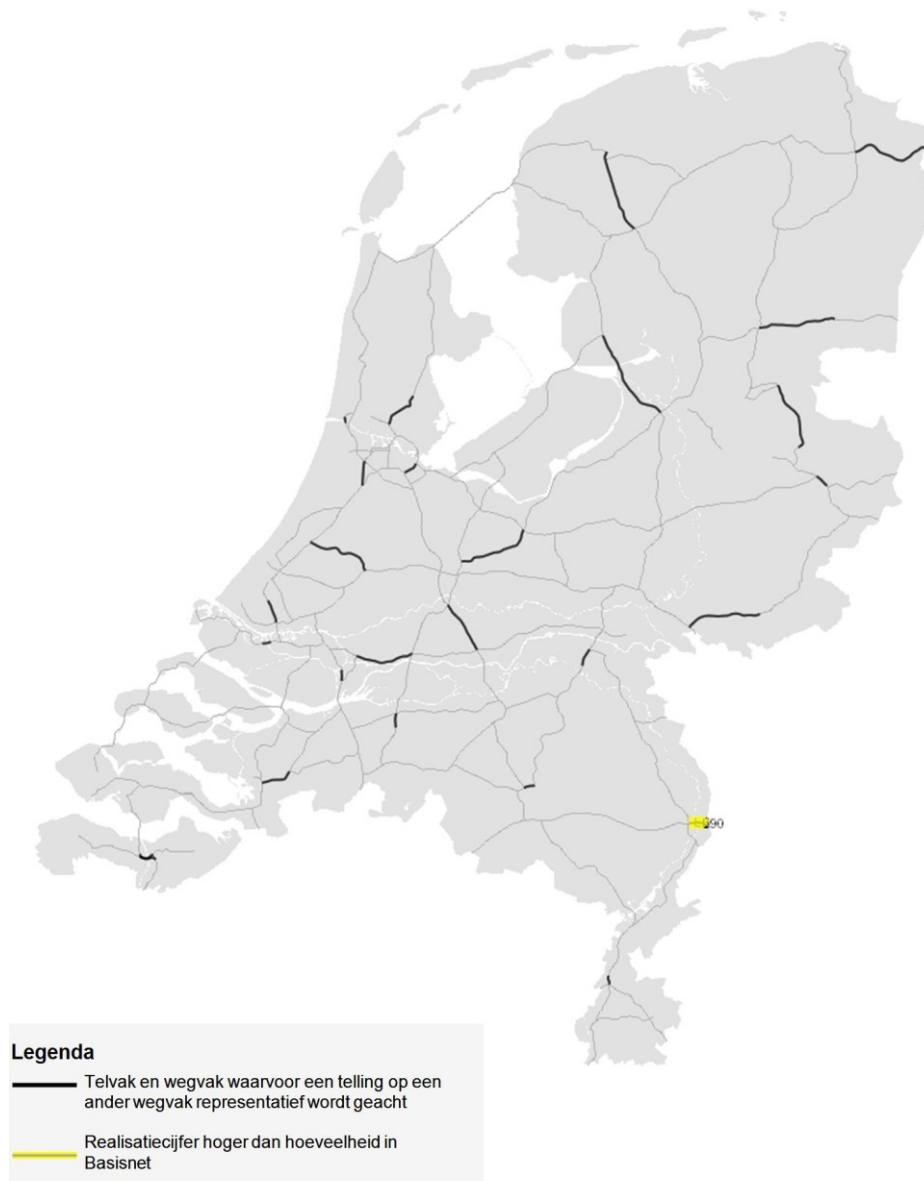 Legenda
Telvak en wegvak waarvoor een telling op een
ander wegvak representatief wordt geacht
Realisatiecijfer hoger dan hoeveelheid in
Basisnet